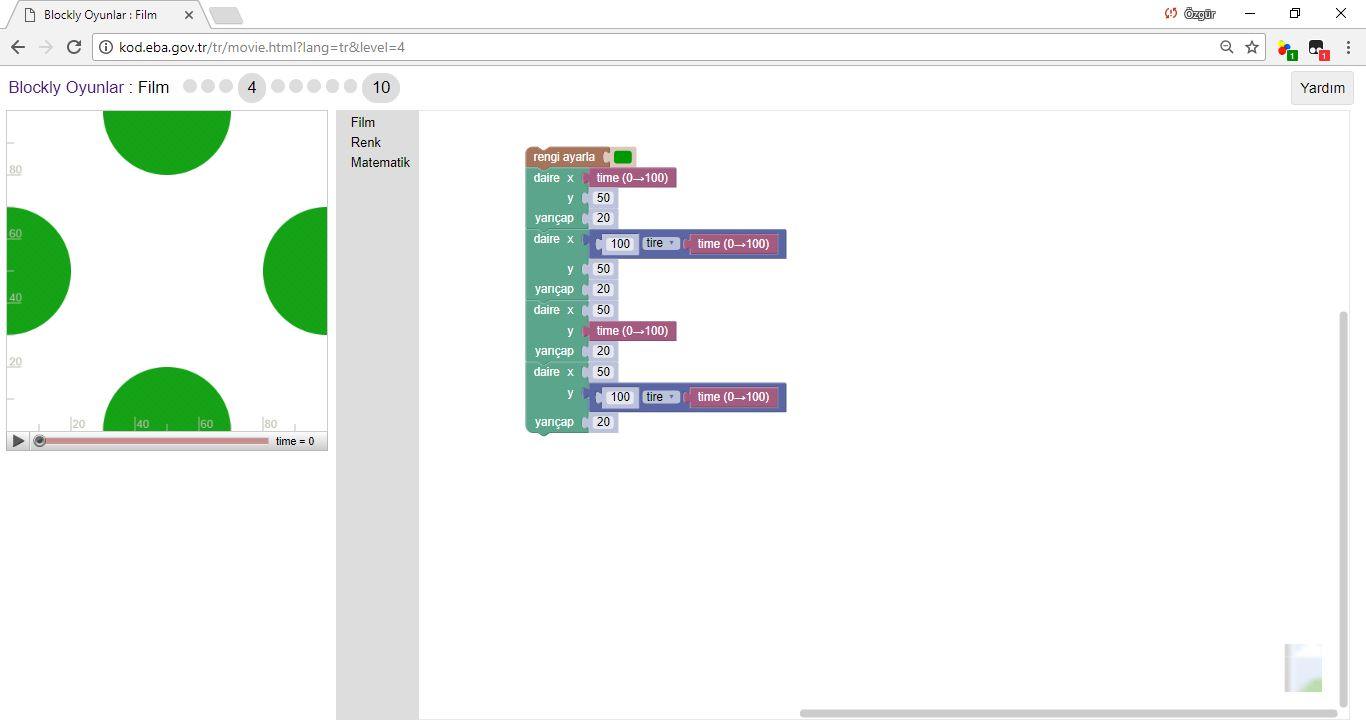 Blockly Oyunlar : Film
Özgür
kod.eba.gov.tr/tr/movie.html?lang=tr&level=4
1
1
Blockly Oyunlar : Film
4
10
Yardım
80
60
40
20
20
40
60
80
time = 0
Film
Renk
Matematik
rengi ayarla
daire x time (0→100)
y 50
yarıçap 20
daire x 100 tire ▾ time (0→100)
y 50
yarıçap 20
daire x 50
y time (0→100)
yarıçap 20
daire x 50
y 100 tire ▾ time (0→100)
yarıçap 20